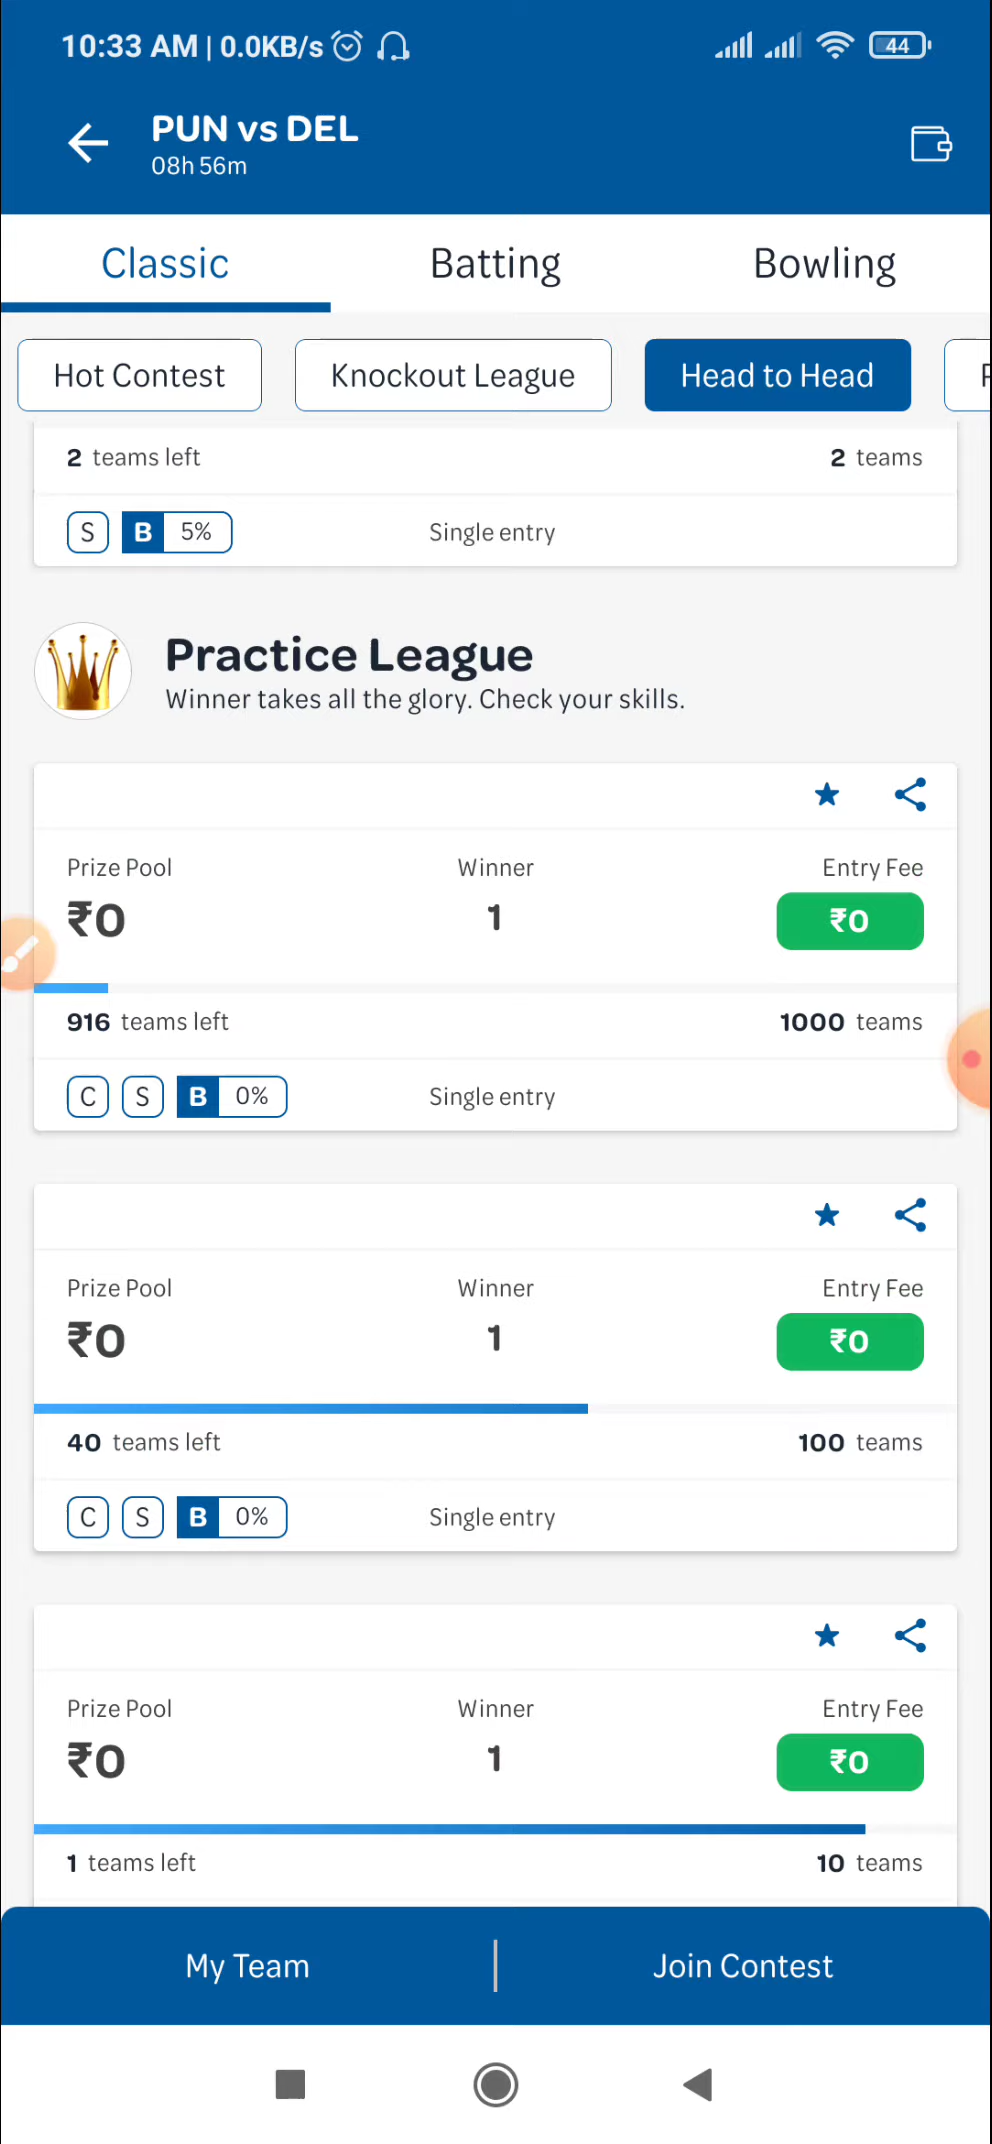 10:33 AM | 0.0KB/s 44
PUN vs DEL
08h 56m
Classic Batting Bowling
Hot Contest Knockout League Head to Head
2 teams left 2 teams
S B 5% Single entry
Practice League
Winner takes all the glory. Check your skills.
Prize Pool Winner Entry Fee
₹0 1 ₹0
916 teams left 1000 teams
C S B 0% Single entry
Prize Pool Winner Entry Fee
₹0 1 ₹0
40 teams left 100 teams
C S B 0% Single entry
Prize Pool Winner Entry Fee
₹0 1 ₹0
1 teams left 10 teams
My Team | Join Contest